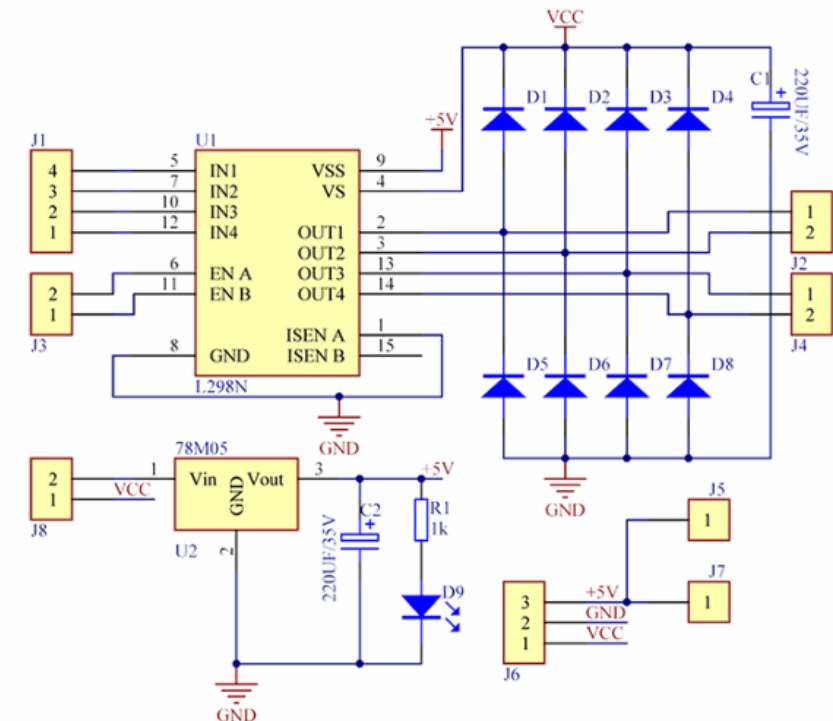 VCC
C1
+
220UF/35V
D1
D2
D3
D4
+5V
U1
J1
4
3
2
1
5
7
10
12
IN1
IN2
IN3
IN4
VSS
VS
9
4
OUT1
OUT2
OUT3
OUT4
2
3
13
14
1
2
J2
1
2
J4
J3
2
1
6
11
EN A
EN B
ISEN A
ISEN B
1
15
8
GND
L298N
GND
D5
D6
D7
D8
GND
78M05
J8
2
1
VCC
1
Vin
GND
Vout
3
U2
2
+5V
C2
+
220UF/35V
R1
1k
D9
GND
J5
1
J7
1
J6
3
2
1
+5V
GND
VCC